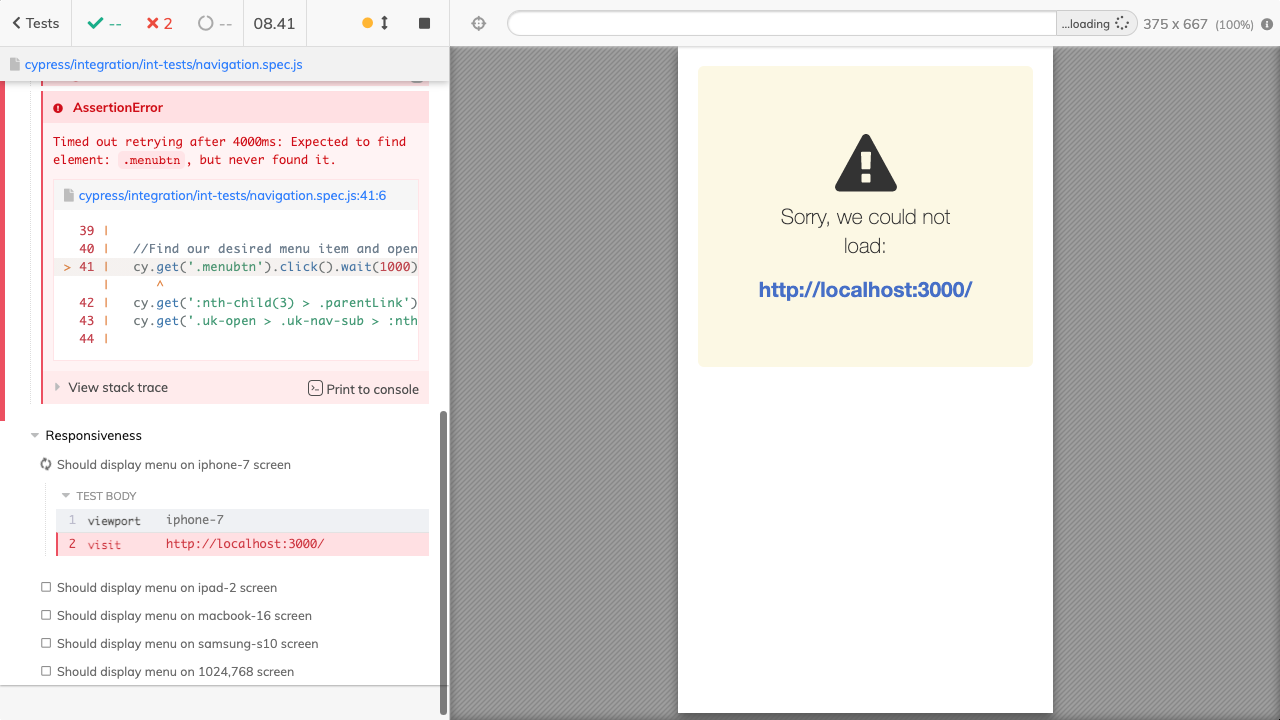 Tests
--
2
--
08.41
...loading
375 x 667 (100%)
cypress/integration/int-tests/navigation.spec.js
AssertionError
Timed out retrying after 4000ms: Expected to find
element: .menubtn, but never found it.
cypress/integration/int-tests/navigation.spec.js:41:6
39 |
40 | //Find our desired menu item and open
> 41 | cy.get('.menubtn').click().wait(1000)
| ^
42 | cy.get(':nth-child(3) > .parentLink')
43 | cy.get('.uk-open > .uk-nav-sub > :nth
44 |
View stack trace
Print to console
Responsiveness
Should display menu on iphone-7 screen
TEST BODY
1 viewport iphone-7
2 visit http://localhost:3000/
Should display menu on ipad-2 screen
Should display menu on macbook-16 screen
Should display menu on samsung-s10 screen
Should display menu on 1024,768 screen
Sorry, we could not
load:
http://localhost:3000/